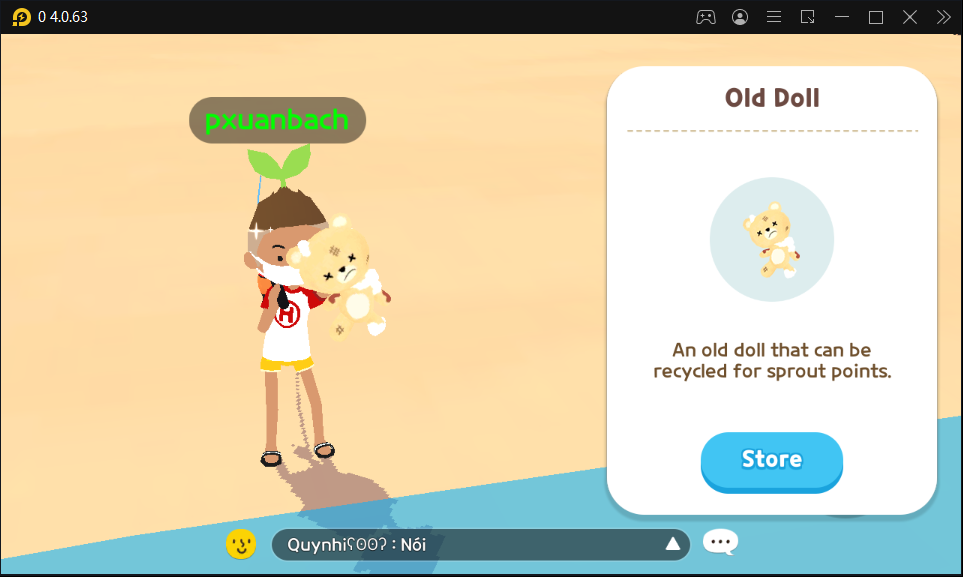 0 4.0.63
pxuanbach
Old Doll
H
An old doll that can be
recycled for sprout points.
Store
Quynhiʕʘʘʔ : Nói